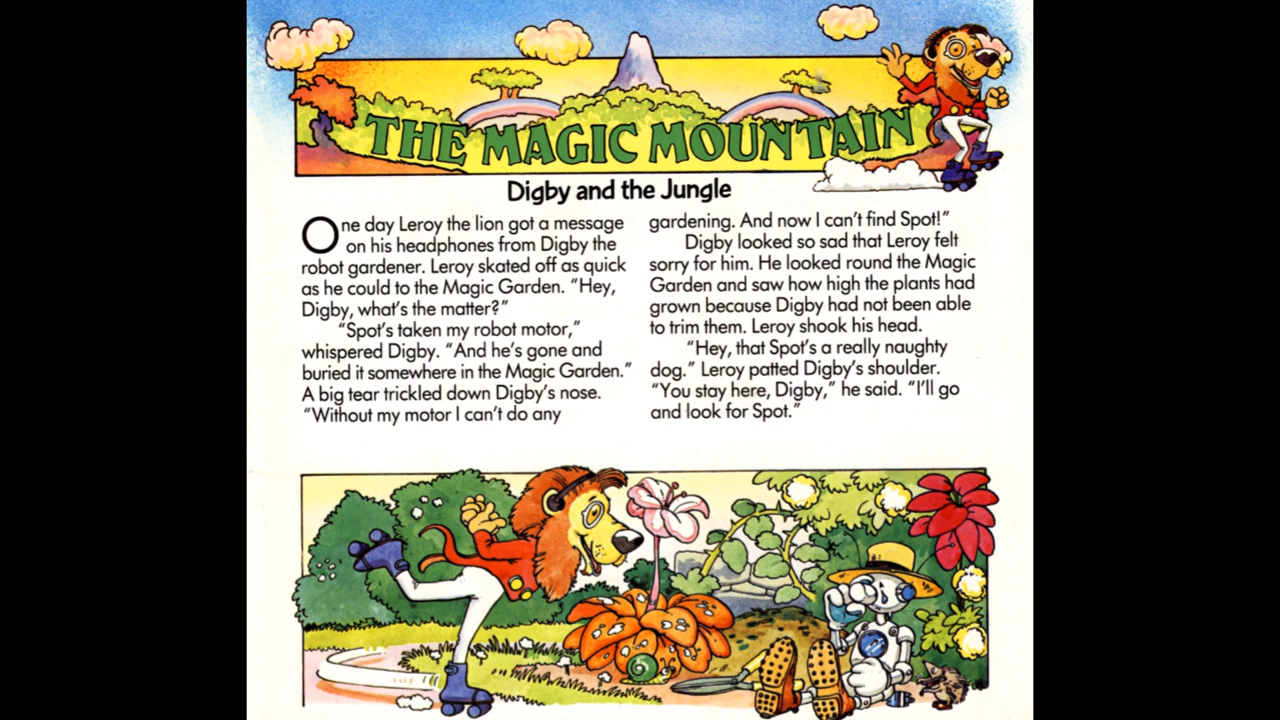 THE MAGIC MOUNTAIN
Digby and the Jungle
One day Leroy the lion got a message
on his headphones from Digby the
robot gardener. Leroy skated off as quick
as he could to the Magic Garden. “Hey,
Digby, what’s the matter?”
“Spot’s taken my robot motor,”
whispered Digby. “And he’s gone and
buried it somewhere in the Magic Garden.”
A big tear trickled down Digby’s nose.
“Without my motor I can’t do any
gardening. And now I can’t find Spot!”
Digby looked so sad that Leroy felt
sorry for him. He looked round the Magic
Garden and saw how high the plants had
grown because Digby had not been able
to trim them. Leroy shook his head.
“Hey, that Spot’s a really naughty
dog.” Leroy patted Digby’s shoulder.
“You stay here, Digby,” he said. “I’ll go
and look for Spot.”